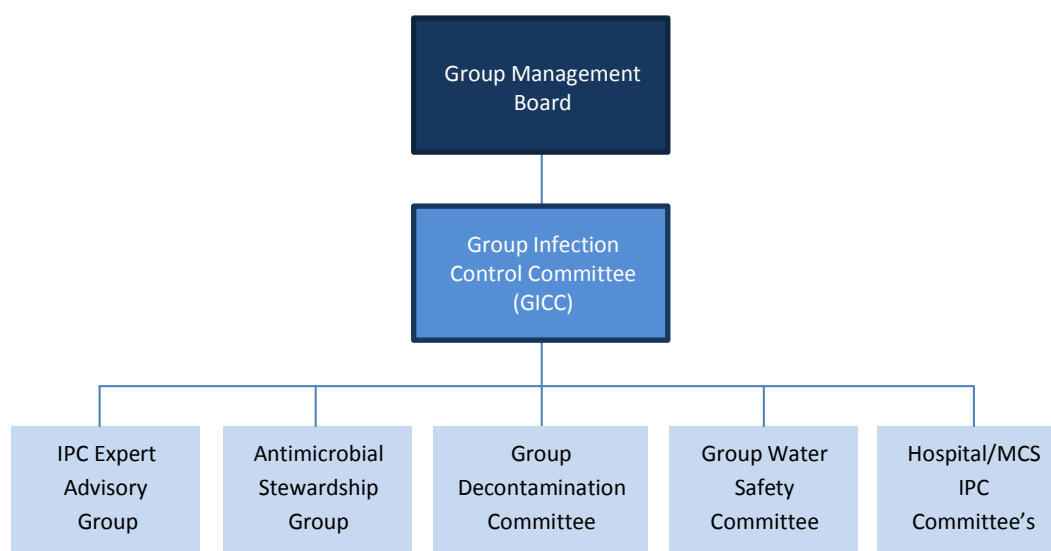 Group Management
Board
Group Infection
Control Committee
(GICC)
IPC Expert
Advisory
Group
Antimicrobial
Stewardship
Group
Group
Decontamination
Committee
Group Water
Safety
Committee
Hospital/MCS
IPC
Committee’s